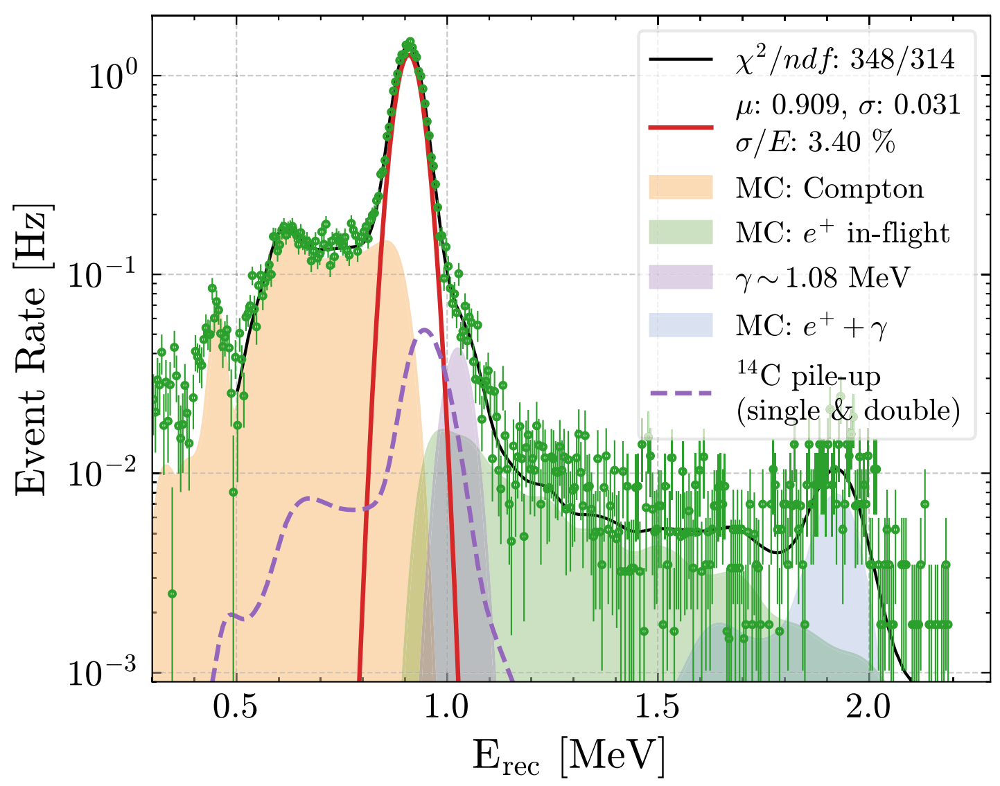 10⁰
10⁻¹
10⁻²
10⁻³
Event Rate [Hz]
0.5
1.0
1.5
2.0
E_rec [MeV]
χ²/ndf: 348/314
μ: 0.909, σ: 0.031
σ/E: 3.40 %
MC: Compton
MC: e⁺ in-flight
γ ~ 1.08 MeV
MC: e⁺ + γ
¹⁴C pile-up
(single & double)